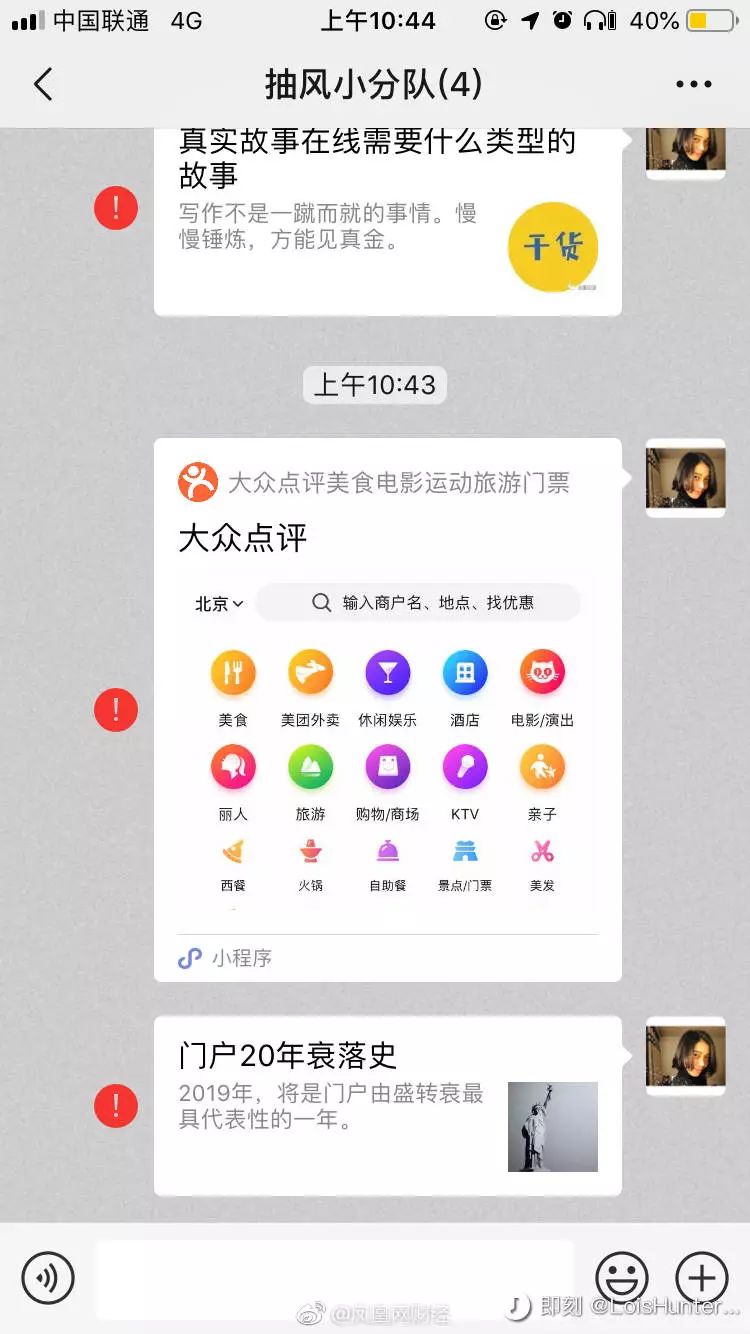 中国联通 4G 上午10:44 40%
抽风小分队(4)
真实故事在线需要什么类型的
故事
写作不是一蹴而就的事情。慢
慢锤炼，方能见真金。
干货
上午10:43
大众点评美食电影运动旅游门票
大众点评
北京 输入商户名、地点、找优惠
美食 美团外卖 休闲娱乐 酒店 电影/演出
丽人 旅游 购物/商场 KTV 亲子
西餐 火锅 自助餐 景点/门票 美发
小程序
门户20年衰落史
2019年，将是门户由盛转衰最
具代表性的一年。
@凤凰网财经
即刻 @LoisHunter...